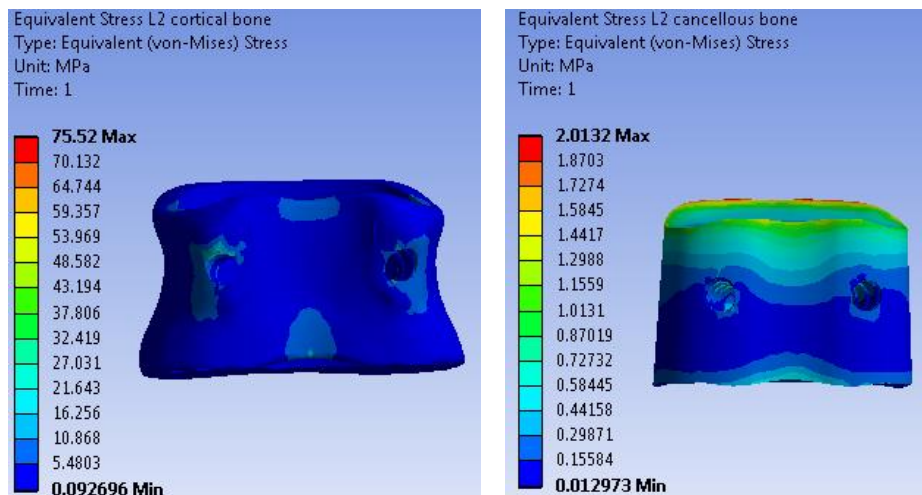 Equivalent Stress L2 cortical bone
Type: Equivalent (von-Mises) Stress
Unit: MPa
Time: 1
75.52 Max
70.132
64.744
59.357
53.969
48.582
43.194
37.806
32.419
27.031
21.643
16.256
10.868
5.4803
0.092696 Min
Equivalent Stress L2 cancellous bone
Type: Equivalent (von-Mises) Stress
Unit: MPa
Time: 1
2.0132 Max
1.8703
1.7274
1.5845
1.4417
1.2988
1.1559
1.0131
0.87019
0.72732
0.58445
0.44158
0.29871
0.15584
0.012973 Min